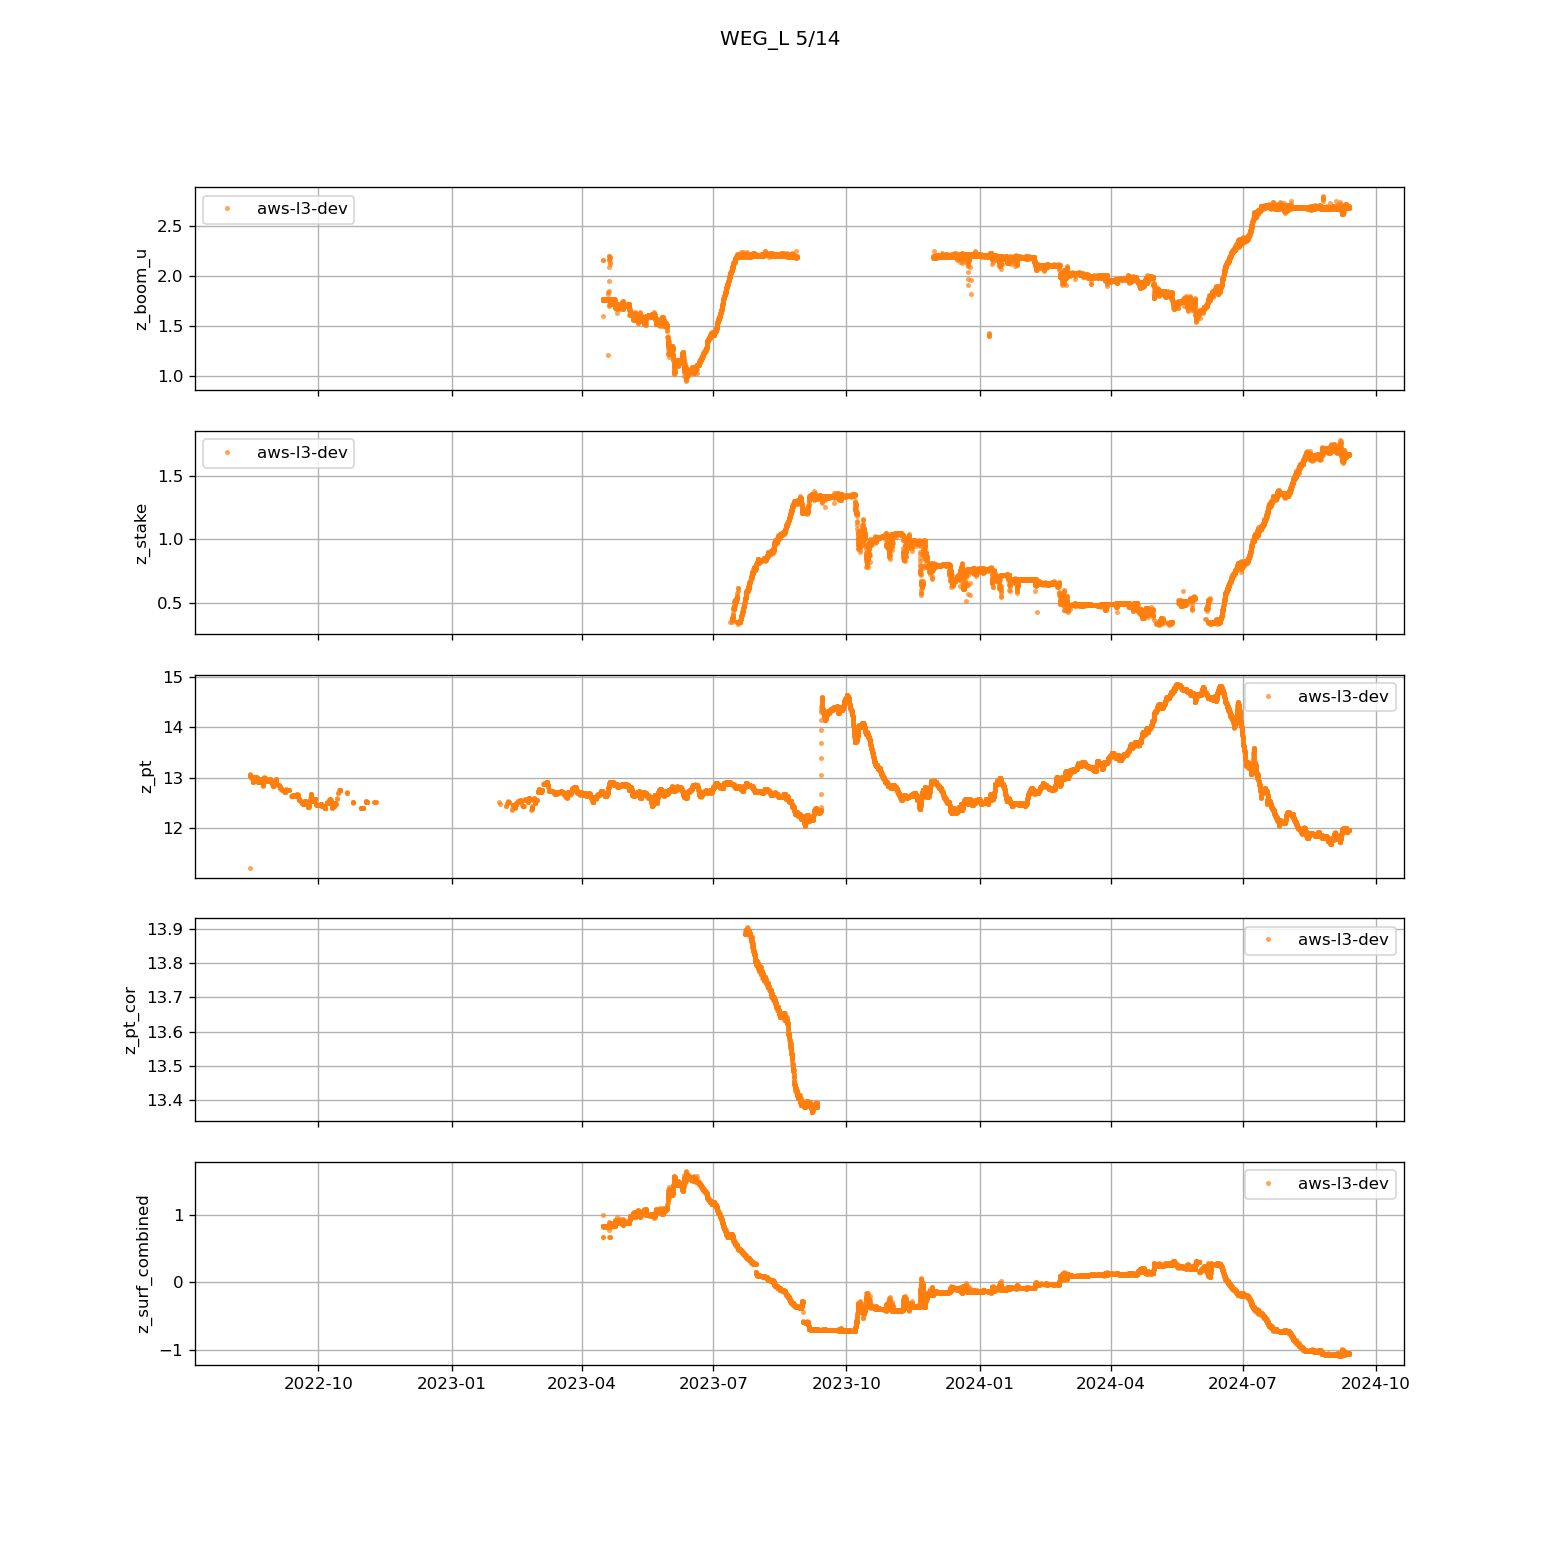 WEG_L 5/14
aws-l3-dev
z_boom_u
2.5
2.0
1.5
1.0
aws-l3-dev
z_stake
1.5
1.0
0.5
aws-l3-dev
z_pt
15
14
13
12
aws-l3-dev
z_pt_cor
13.9
13.8
13.7
13.6
13.5
13.4
aws-l3-dev
z_surf_combined
1
0
−1
2022-10 2023-01 2023-04 2023-07 2023-10 2024-01 2024-04 2024-07 2024-10